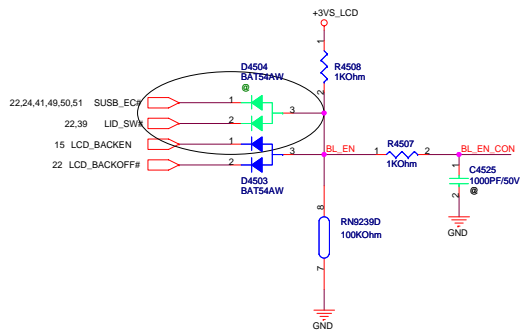 +3VS_LCD
1
D4504
BAT54AW
@
R4508
1KOhm
2
22,24,41,49,50,51 SUSB_EC# 1
3
22,39 LID_SW# 2
15 LCD_BACKEN 1
3 BL_EN 1 R4507 2 BL_EN_CON
1KOhm
22 LCD_BACKOFF# 2
D4503
BAT54AW
1
C4525
1000PF/50V
@
2
GND
8
RN9239D
100KOhm
7
GND